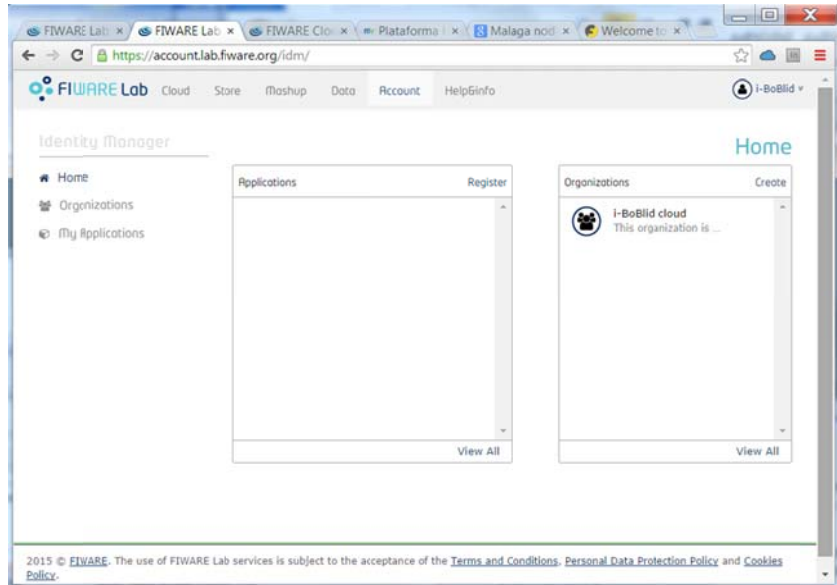 FIWARE Lab
FIWARE Lab
FIWARE Clo
Plataforma
Malaga nod
Welcome to
https://account.lab.fiware.org/idm/
FIWARE Lab Cloud Store Mashup Data Account Help&info i-BoBlid
Identity Manager
Home
Home
Organizations
My Applications
Applications Register
View All
Organizations Create
i-BoBlid cloud
This organization is ...
View All
2015 © FIWARE. The use of FIWARE Lab services is subject to the acceptance of the Terms and Conditions, Personal Data Protection Policy and Cookies
Policy.